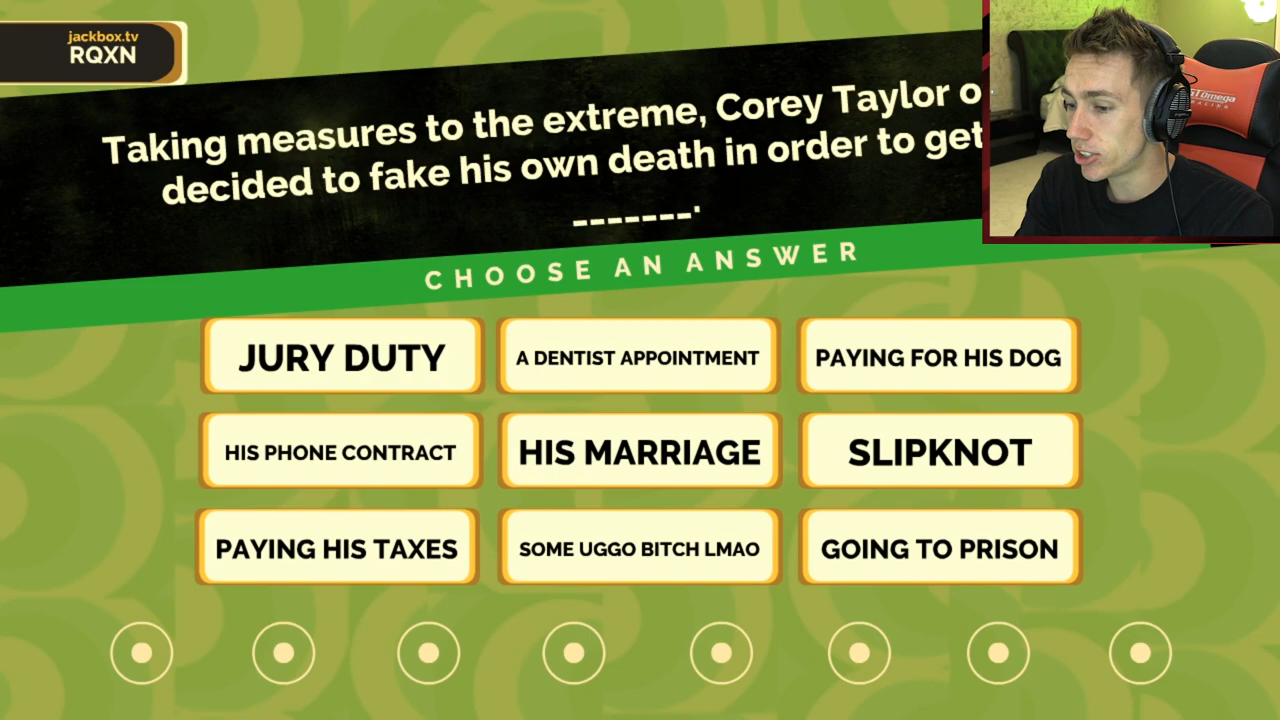 jackbox.tv
RQXN
Taking measures to the extreme, Corey Taylor o
decided to fake his own death in order to get
_______.
CHOOSE AN ANSWER
JURY DUTY
A DENTIST APPOINTMENT
PAYING FOR HIS DOG
HIS PHONE CONTRACT
HIS MARRIAGE
SLIPKNOT
PAYING HIS TAXES
SOME UGGO BITCH LMAO
GOING TO PRISON